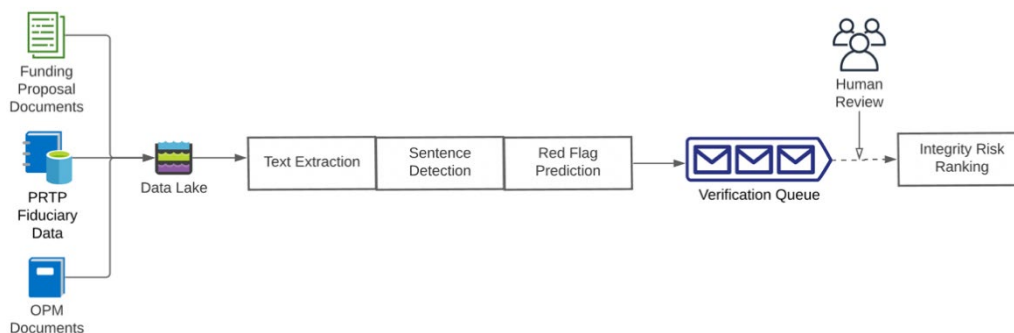 Funding
Proposal
Documents
PRTP
Fiduciary
Data
OPM
Documents
Data Lake
Text Extraction
Sentence
Detection
Red Flag
Prediction
Verification Queue
Human
Review
Integrity Risk
Ranking